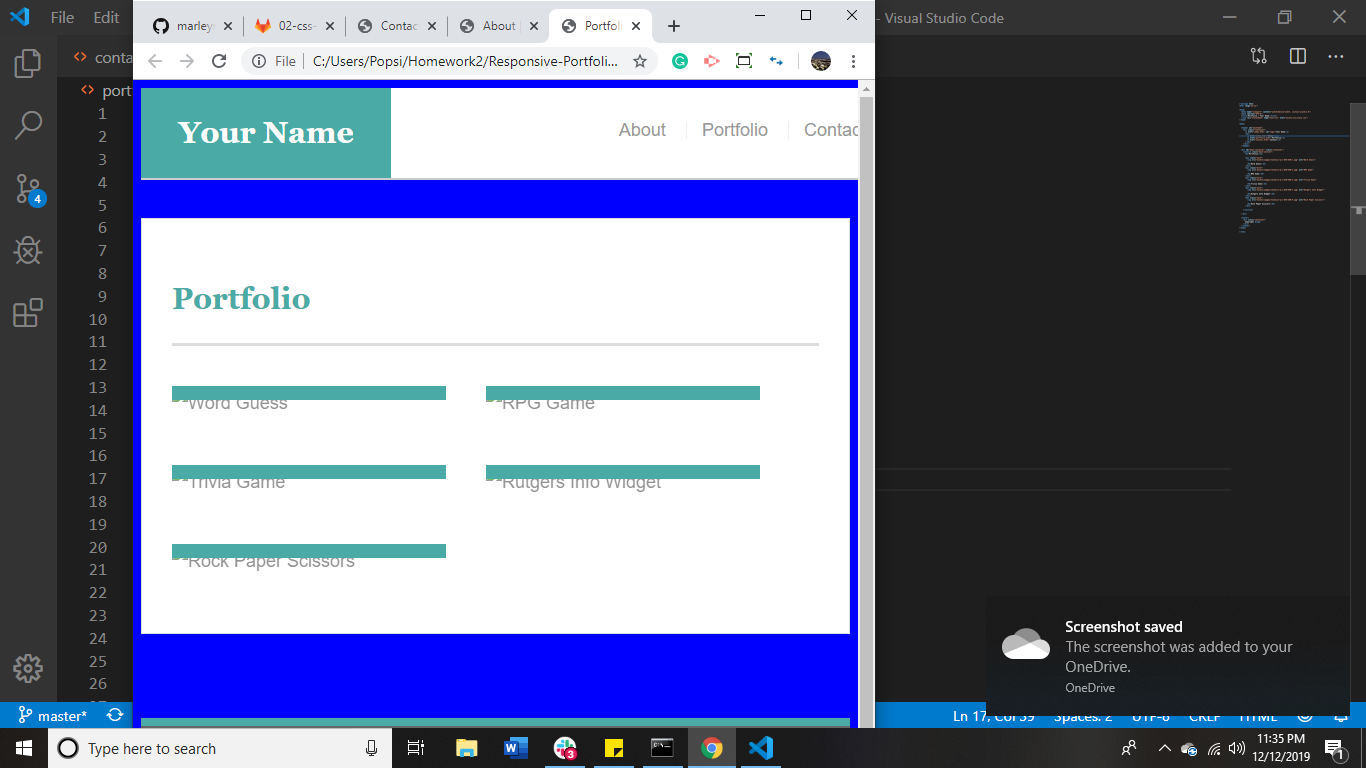 File Edit
- Visual Studio Code
marley
02-css-
Contac
About
Portfoli
File
C:/Users/Popsi/Homework2/Responsive-Portfolio...
conta
port
1
2
3
4
5
6
7
8
9
10
11
12
13
14
15
16
17
18
19
20
21
22
23
24
25
26
4
Your Name
About
Portfolio
Contac
Portfolio
Word Guess
RPG Game
Trivia Game
Rutgers Info Widget
Rock Paper Scissors
Screenshot saved
The screenshot was added to your
OneDrive.
OneDrive
master*
Ln 17, Col 39 Spaces: 2 UTF-8 CRLF HTML
Type here to search
3
11:35 PM
12/12/2019
1